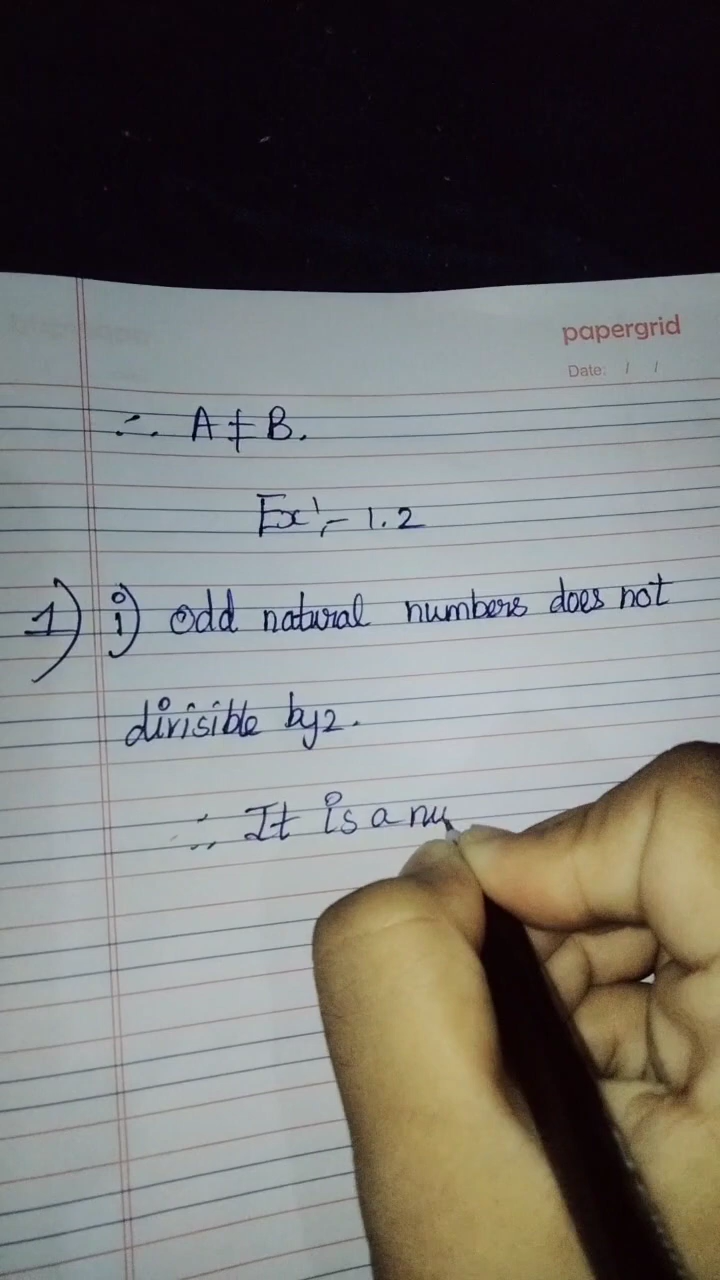 papergrid
Date: / /
∴ A ≠ B.
Ex:- 1.2
1) i) odd natural numbers does not
divisible by 2.
∴ It is a nu